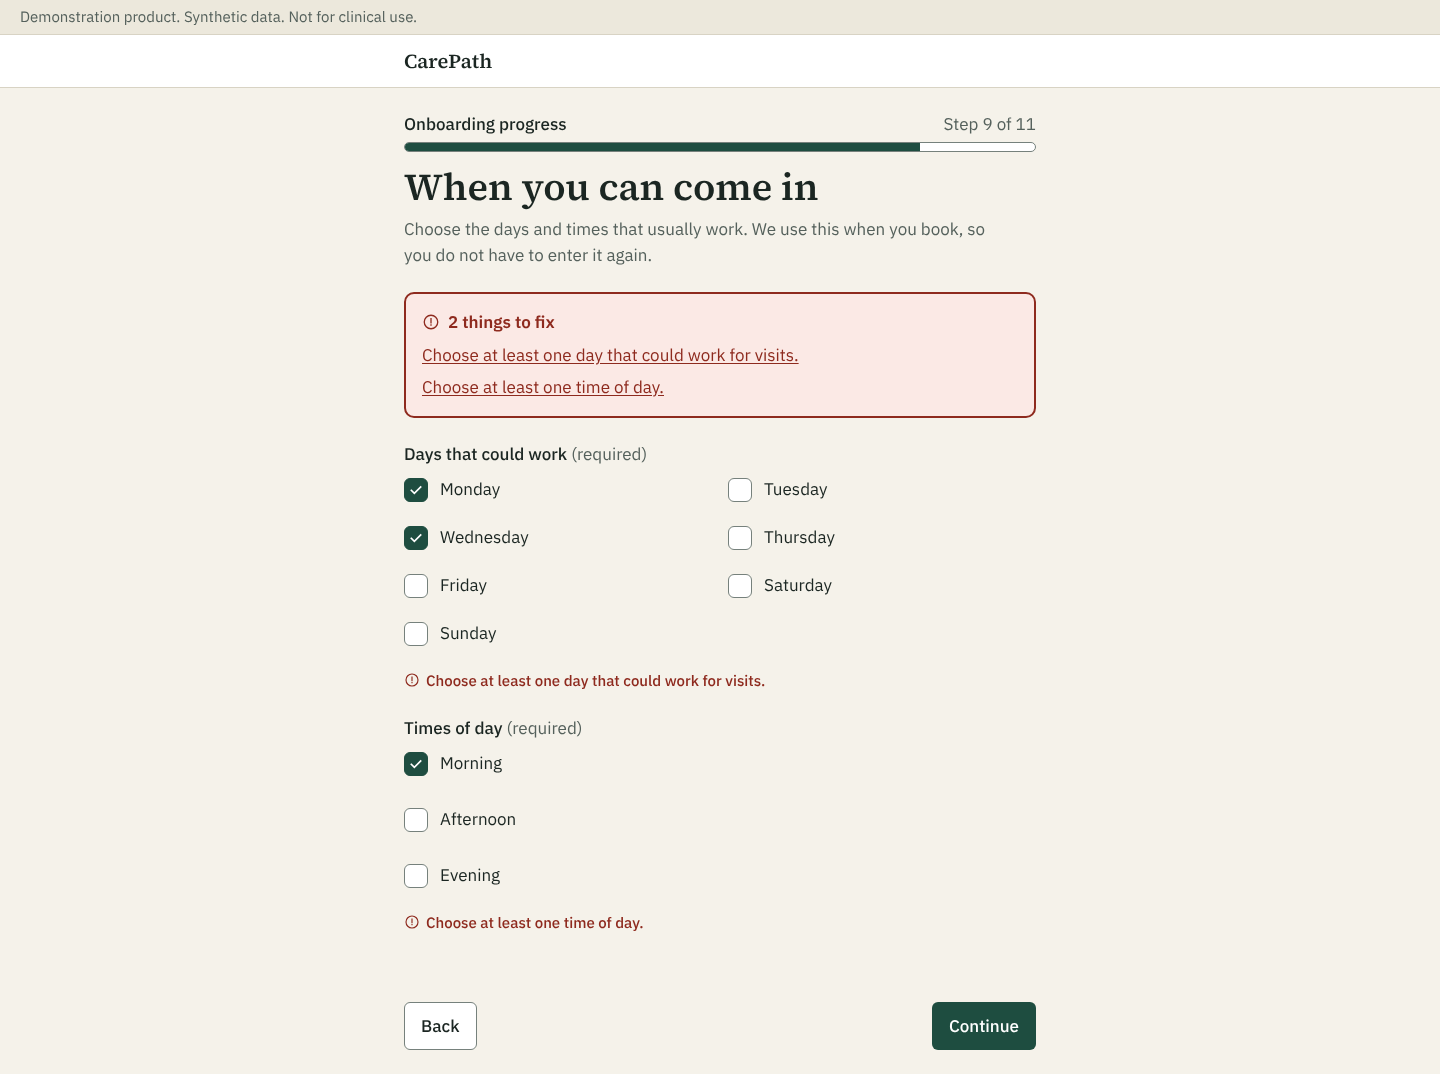 Demonstration product. Synthetic data. Not for clinical use.
CarePath
Onboarding progress
Step 9 of 11
When you can come in
Choose the days and times that usually work. We use this when you book, so
you do not have to enter it again.
2 things to fix
Choose at least one day that could work for visits.
Choose at least one time of day.
Days that could work (required)
Monday
Tuesday
Wednesday
Thursday
Friday
Saturday
Sunday
Choose at least one day that could work for visits.
Times of day (required)
Morning
Afternoon
Evening
Choose at least one time of day.
Back
Continue